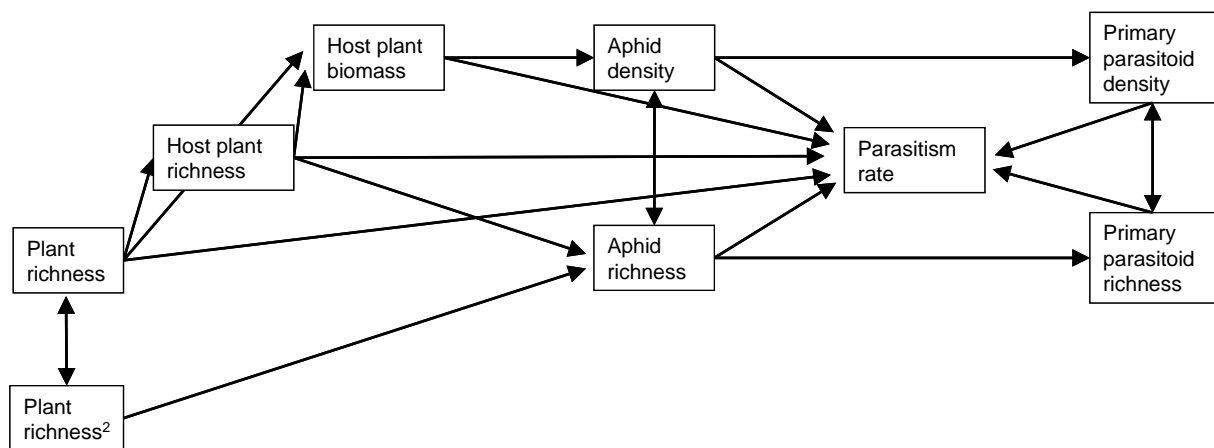 Host plant
biomass
Aphid
density
Primary
parasitoid
density
Host plant
richness
Parasitism
rate
Plant
richness
Aphid
richness
Primary
parasitoid
richness
Plant
richness²